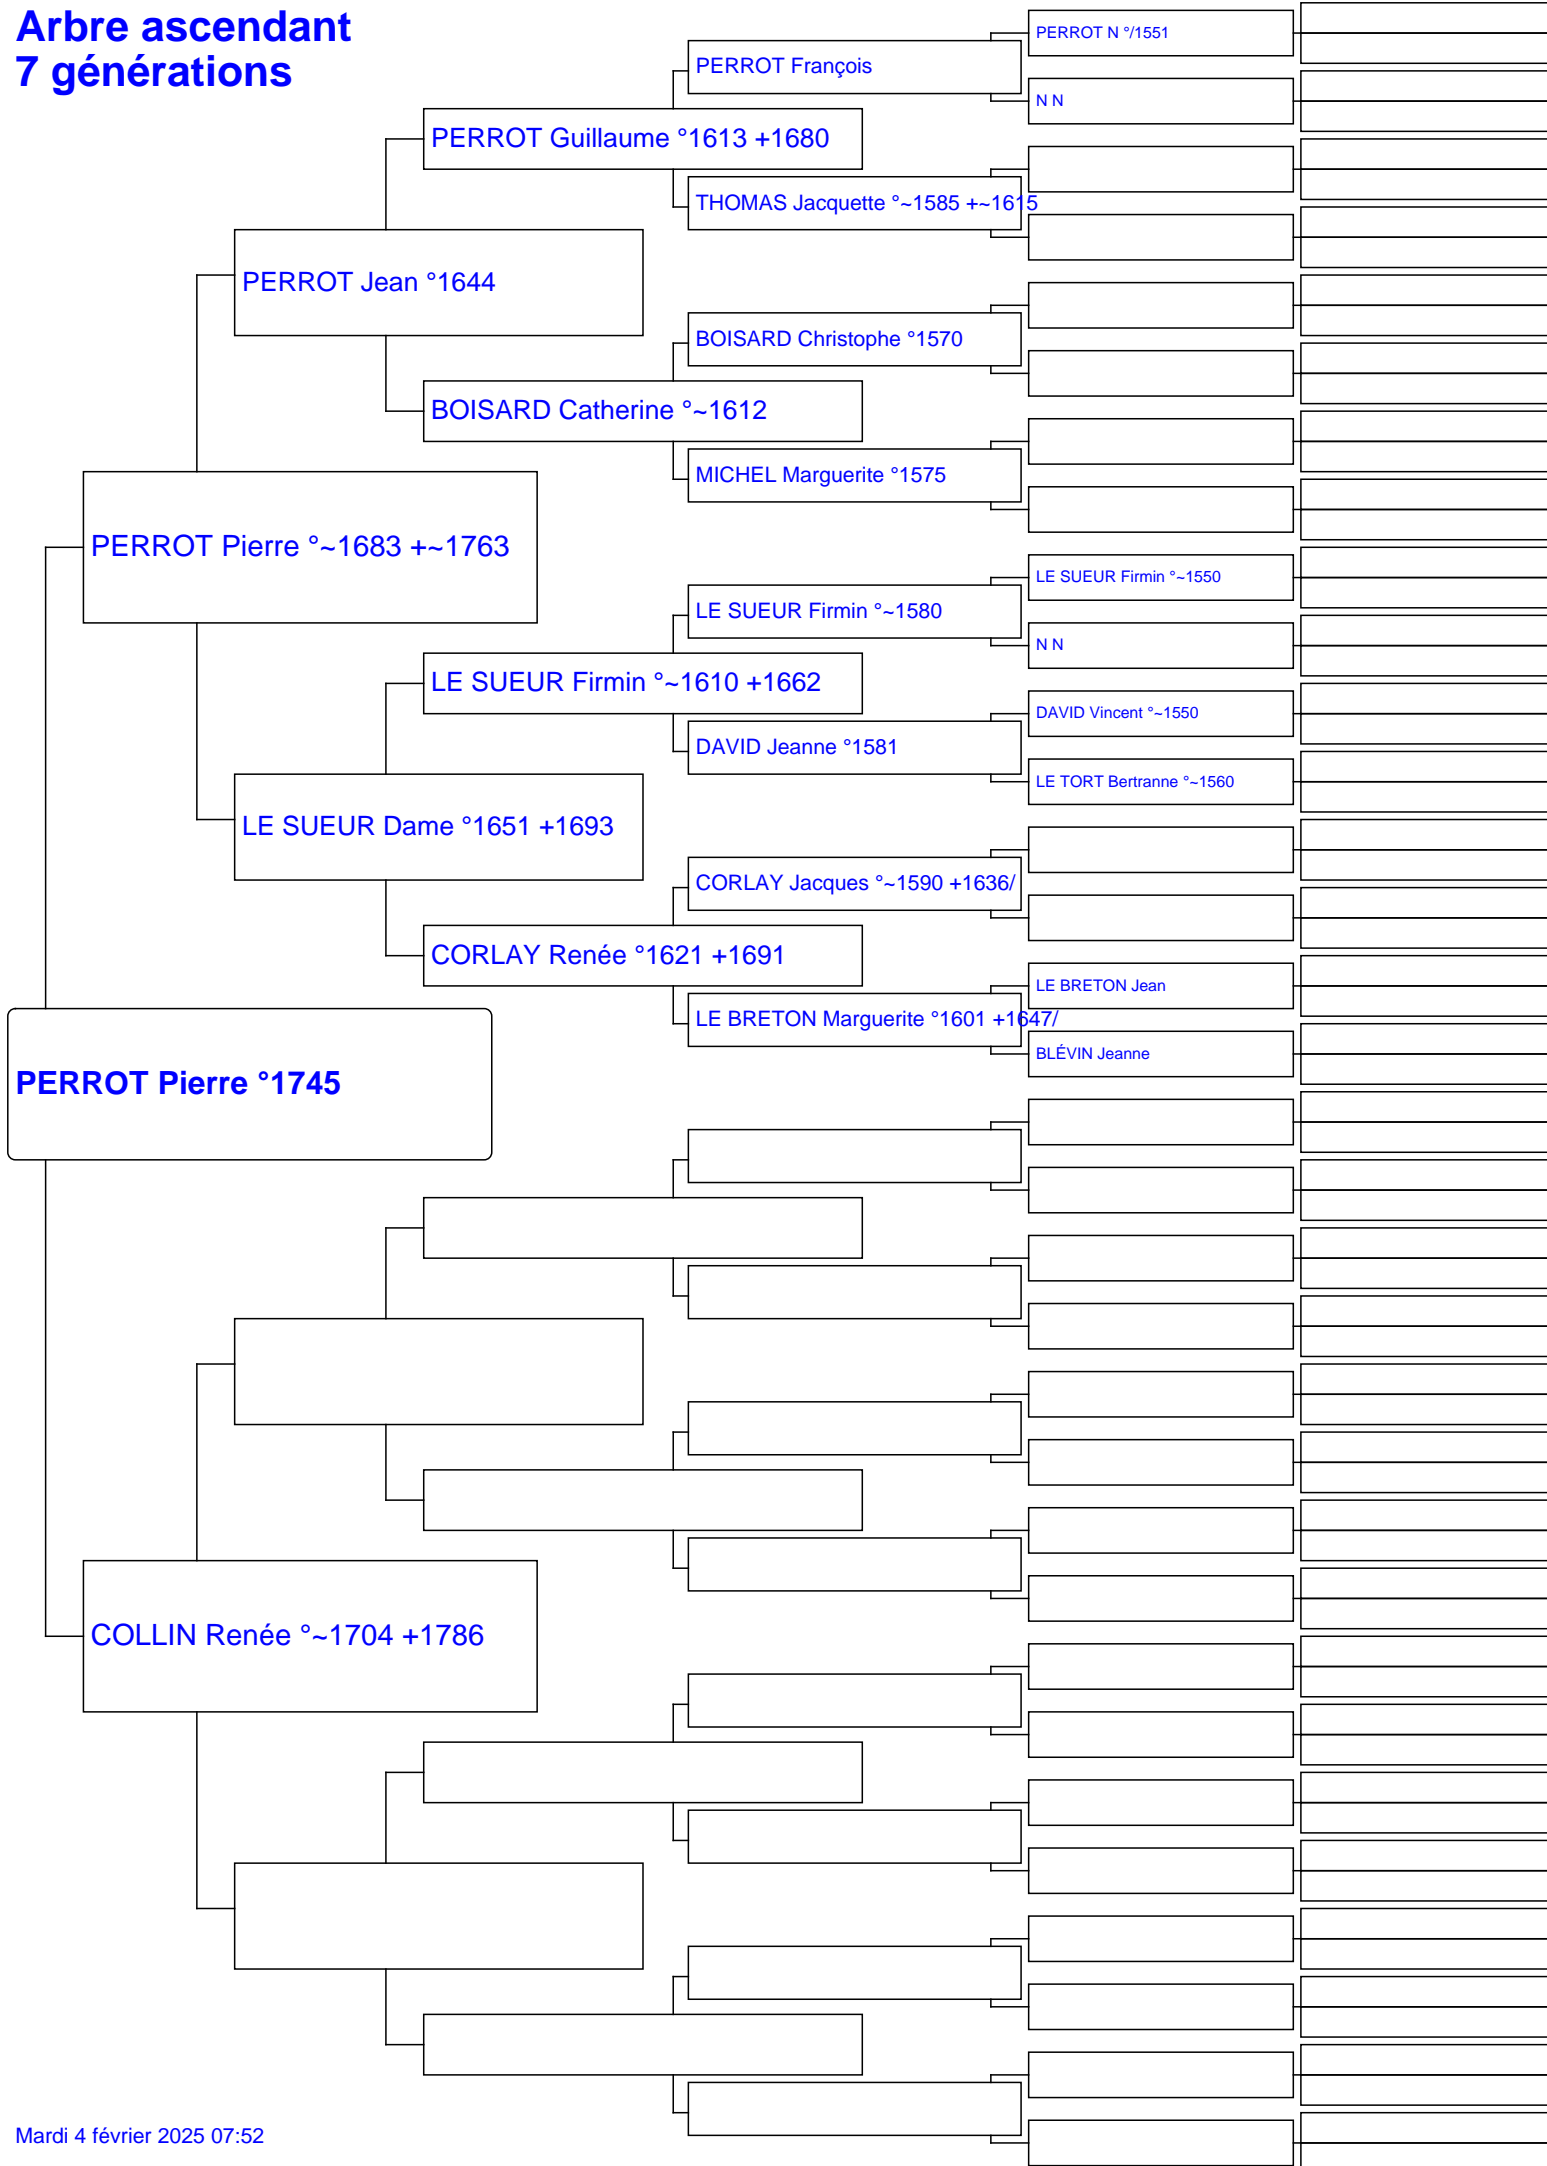 Arbre ascendant
7 générations
PERROT N °/1551
PERROT François
N N
PERROT Guillaume °1613 +1680
THOMAS Jacquette °~1585 +~1615
PERROT Jean °1644
BOISARD Christophe °1570
BOISARD Catherine °~1612
MICHEL Marguerite °1575
PERROT Pierre °~1683 +~1763
LE SUEUR Firmin °~1550
LE SUEUR Firmin °~1580
N N
LE SUEUR Firmin °~1610 +1662
DAVID Vincent °~1550
DAVID Jeanne °1581
LE TORT Bertranne °~1560
LE SUEUR Dame °1651 +1693
CORLAY Jacques °~1590 +1636/
CORLAY Renée °1621 +1691
LE BRETON Jean
LE BRETON Marguerite °1601 +1647/
BLÉVIN Jeanne
PERROT Pierre °1745
COLLIN Renée °~1704 +1786
Mardi 4 février 2025 07:52